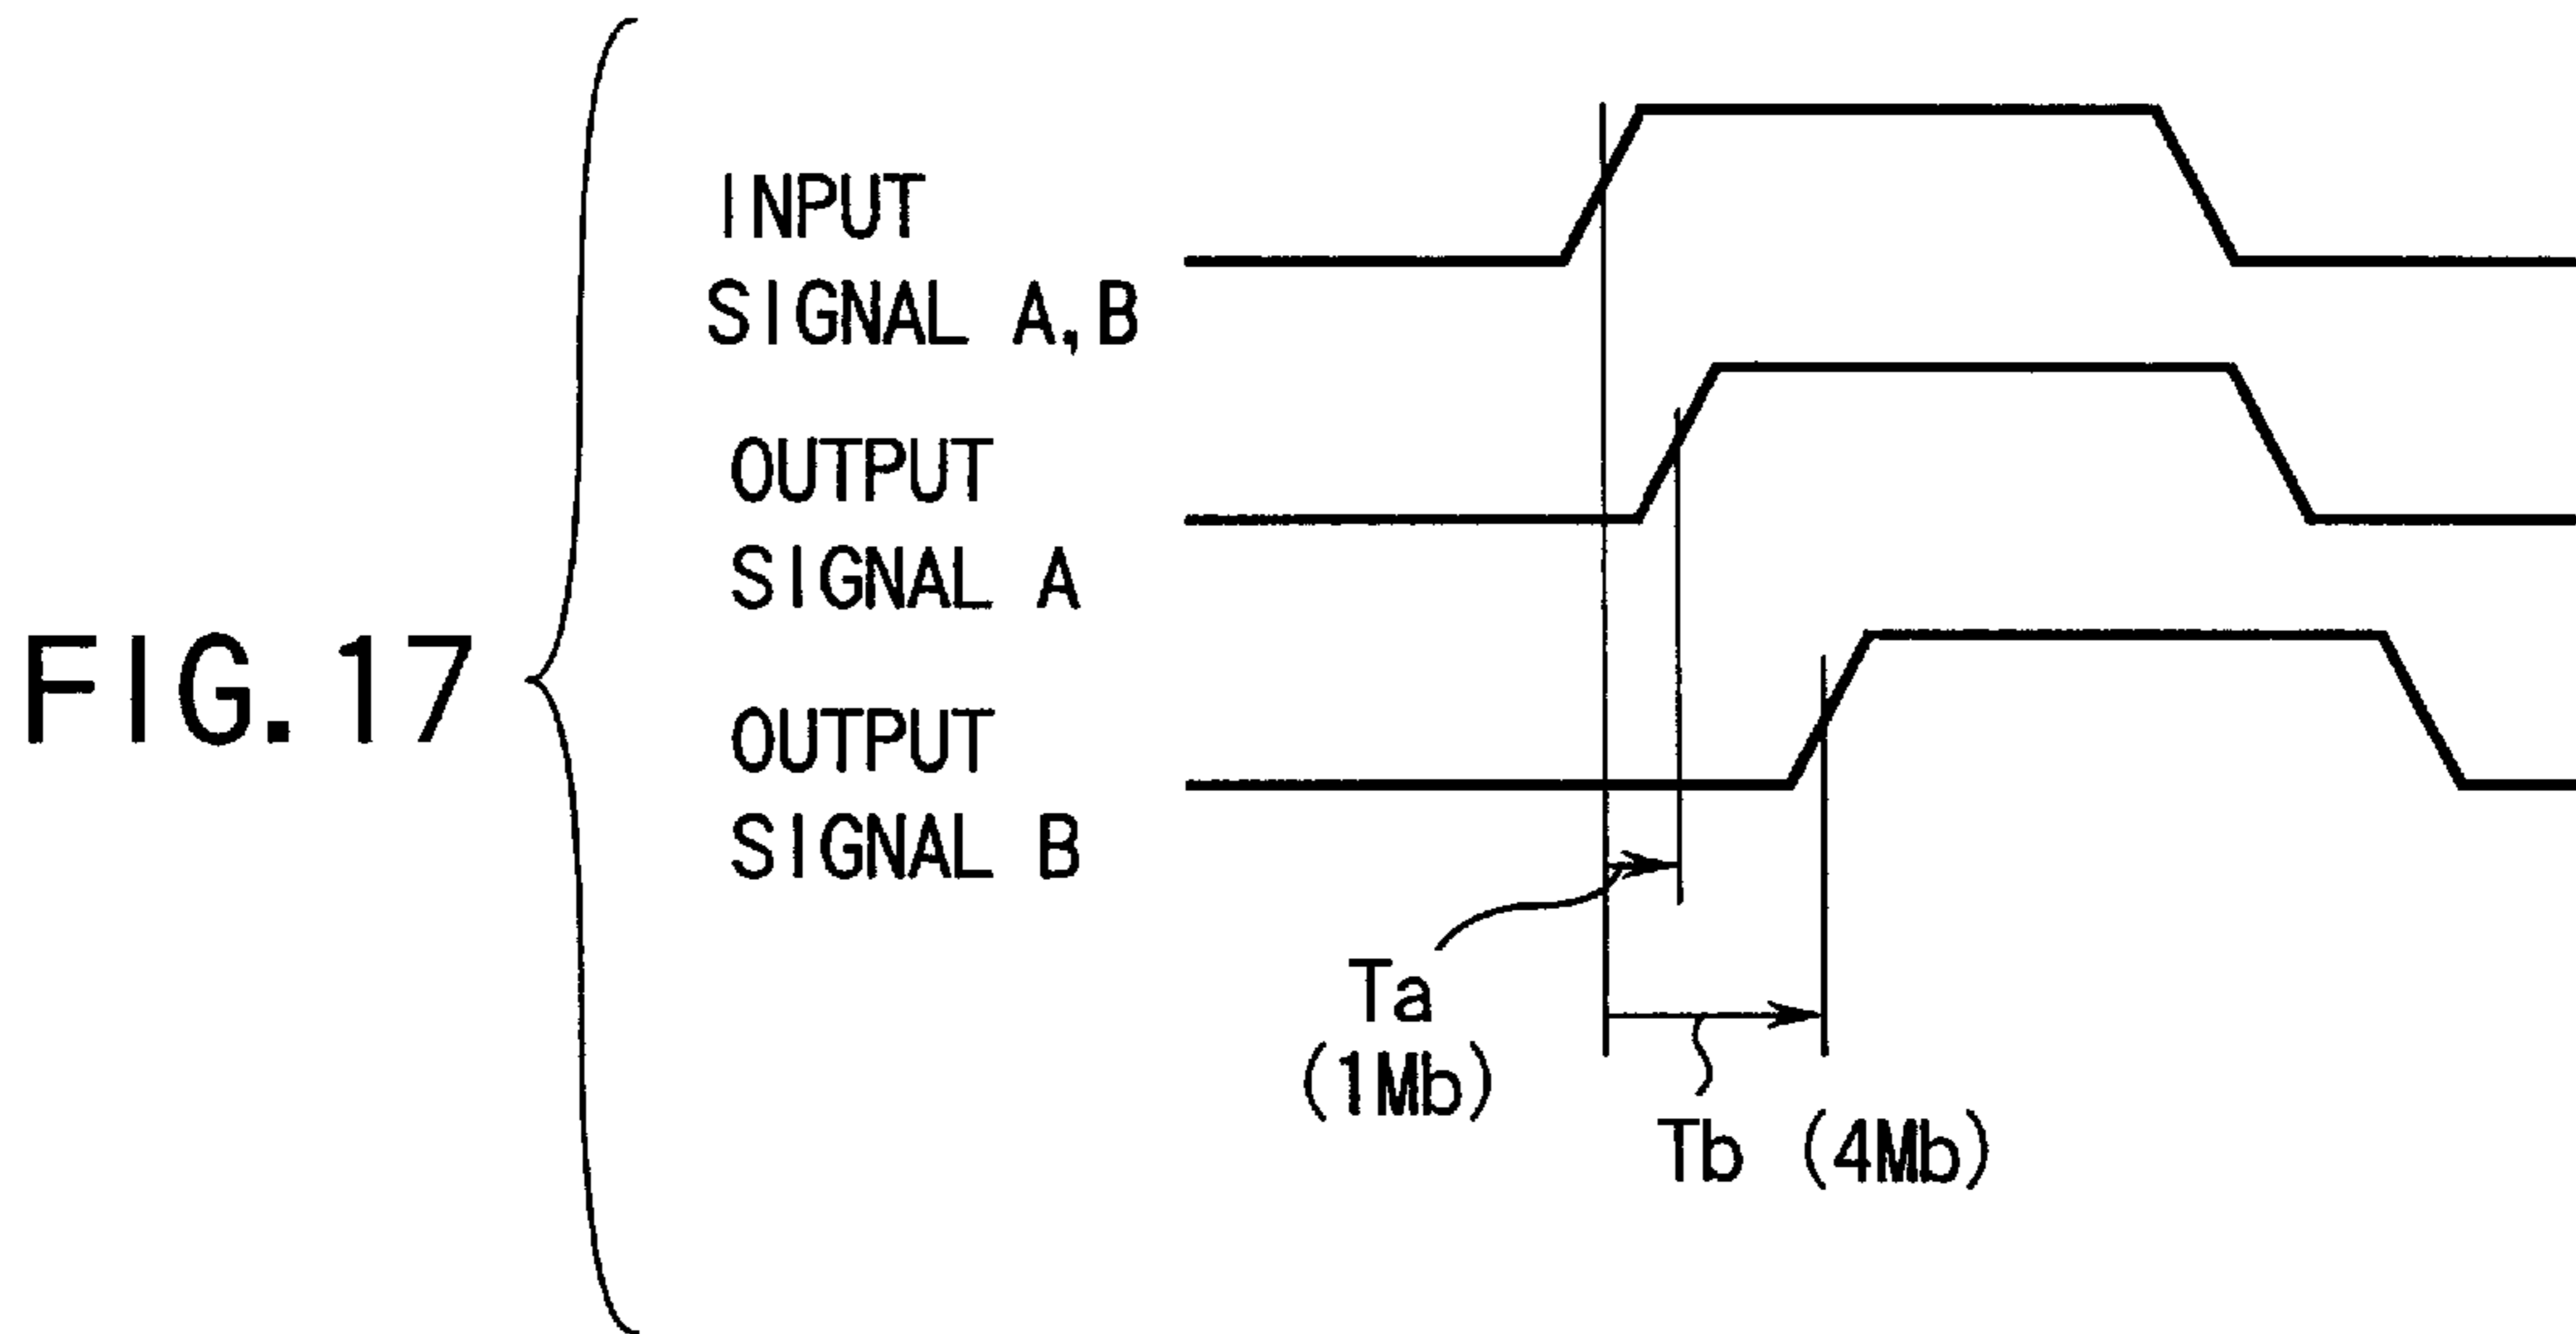 FIG. 17
INPUT
SIGNAL A, B
OUTPUT
SIGNAL A
OUTPUT
SIGNAL B
Ta
(1Mb)
Tb (4Mb)